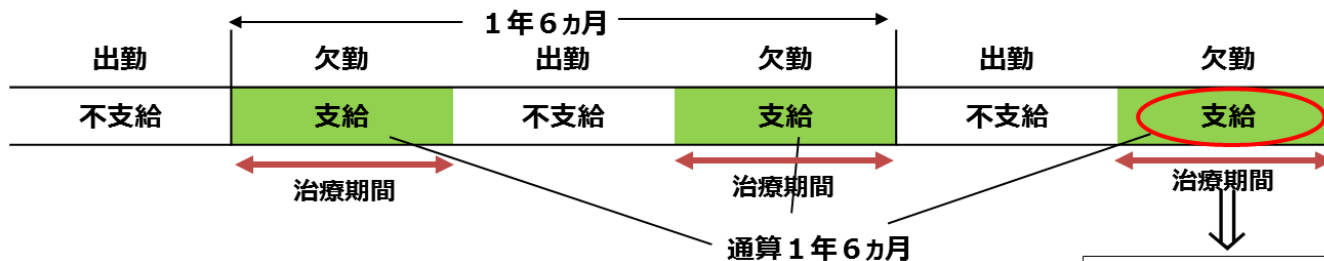 １年６ヵ月
出勤 欠勤 出勤 欠勤 出勤 欠勤
不支給 支給 不支給 支給 不支給 支給
治療期間 治療期間 治療期間
通算１年６ヵ月